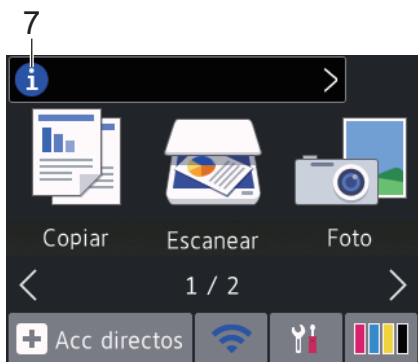 7
i
Copiar
Escanear
Foto
1 / 2
Acc directos